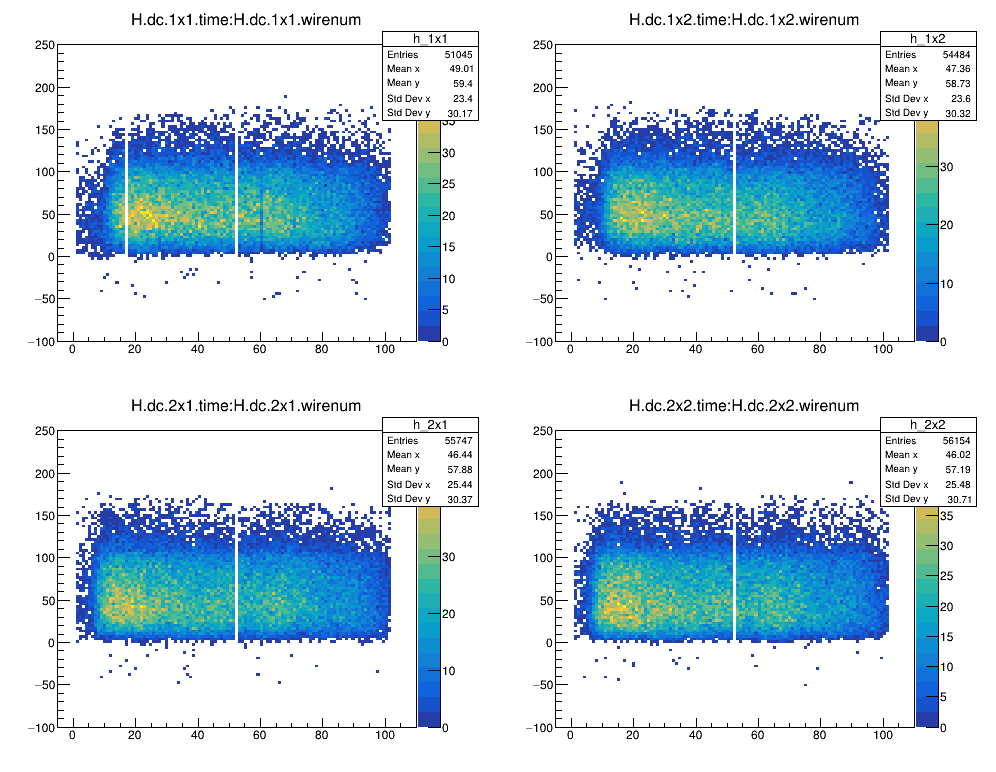 H.dc.1x1.time:H.dc.1x1.wirenum
h_1x1
Entries 51045
Mean x 49.01
Mean y 59.4
Std Dev x 23.4
Std Dev y 30.17
250
200
150
100
50
0
−50
−100
0 20 40 60 80 100
35
30
25
20
15
10
5
0
H.dc.1x2.time:H.dc.1x2.wirenum
h_1x2
Entries 54484
Mean x 47.36
Mean y 58.73
Std Dev x 23.6
Std Dev y 30.32
250
200
150
100
50
0
−50
−100
0 20 40 60 80 100
30
20
10
0
H.dc.2x1.time:H.dc.2x1.wirenum
h_2x1
Entries 55747
Mean x 46.44
Mean y 57.88
Std Dev x 25.44
Std Dev y 30.37
250
200
150
100
50
0
−50
−100
0 20 40 60 80 100
30
20
10
0
H.dc.2x2.time:H.dc.2x2.wirenum
h_2x2
Entries 56154
Mean x 46.02
Mean y 57.19
Std Dev x 25.48
Std Dev y 30.71
250
200
150
100
50
0
−50
−100
0 20 40 60 80 100
35
30
25
20
15
10
5
0